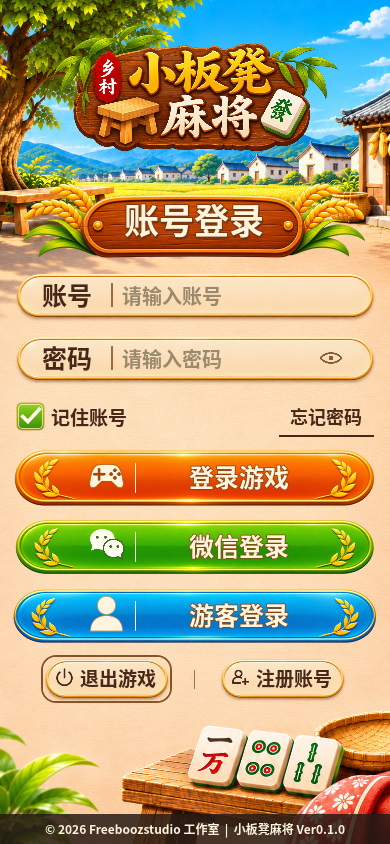 乡村
小板凳
麻将
發
账号登录
账号 请输入账号
密码 请输入密码
记住账号 忘记密码
登录游戏
微信登录
游客登录
退出游戏 注册账号
一万
© 2026 Freeboozstudio 工作室 | 小板凳麻将 Ver0.1.0